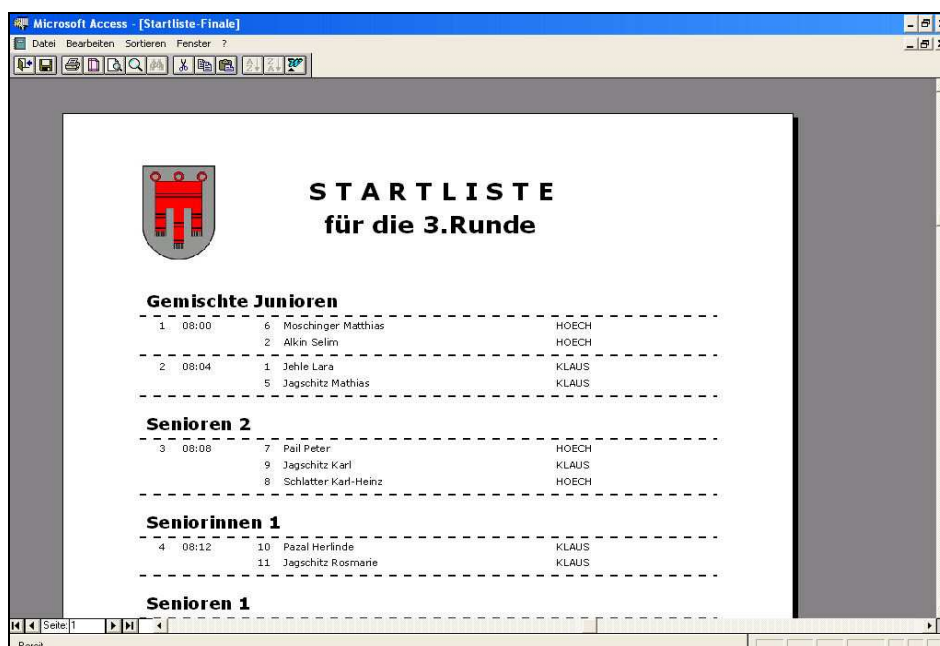 Microsoft Access - [Startliste-Finale]
Datei Bearbeiten Sortieren Fenster ?
S T A R T L I S T E
für die 3.Runde
Gemischte Junioren
1 08:00 6 Moschinger Matthias HOECH
2 Alkin Selim HOECH
2 08:04 1 Jehle Lara KLAUS
5 Jagschitz Mathias KLAUS
Senioren 2
3 08:08 7 Pail Peter HOECH
9 Jagschitz Karl KLAUS
8 Schlatter Karl-Heinz HOECH
Seniorinnen 1
4 08:12 10 Pazal Herlinde KLAUS
11 Jagschitz Rosmarie KLAUS
Senioren 1
Seite: 1
Bereit